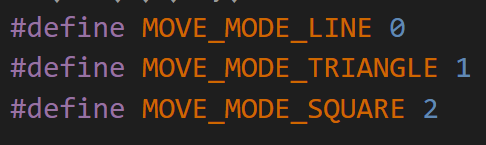 #define MOVE_MODE_LINE 0
#define MOVE_MODE_TRIANGLE 1
#define MOVE_MODE_SQUARE 2